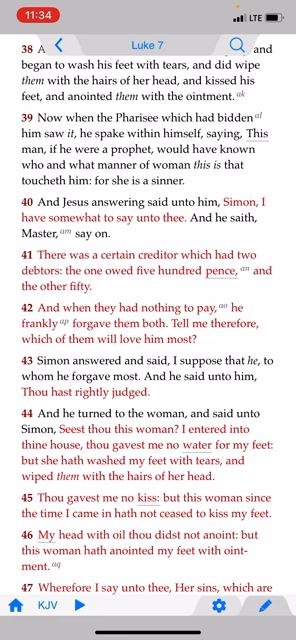 11:34
LTE
Luke 7
38 A
and
began to wash his feet with tears, and did wipe
them with the hairs of her head, and kissed his
feet, and anointed them with the ointment. ak
39 Now when the Pharisee which had bidden al
him saw it, he spake within himself, saying, This
man, if he were a prophet, would have known
who and what manner of woman this is that
toucheth him: for she is a sinner.
40 And Jesus answering said unto him, Simon, I
have somewhat to say unto thee. And he saith,
Master, am say on.
41 There was a certain creditor which had two
debtors: the one owed five hundred pence, an and
the other fifty.
42 And when they had nothing to pay, ao he
frankly ap forgave them both. Tell me therefore,
which of them will love him most?
43 Simon answered and said, I suppose that he, to
whom he forgave most. And he said unto him,
Thou hast rightly judged.
44 And he turned to the woman, and said unto
Simon, Seest thou this woman? I entered into
thine house, thou gavest me no water for my feet:
but she hath washed my feet with tears, and
wiped them with the hairs of her head.
45 Thou gavest me no kiss: but this woman since
the time I came in hath not ceased to kiss my feet.
46 My head with oil thou didst not anoint: but
this woman hath anointed my feet with oint-
ment. aq
47 Wherefore I say unto thee, Her sins, which are
KJV